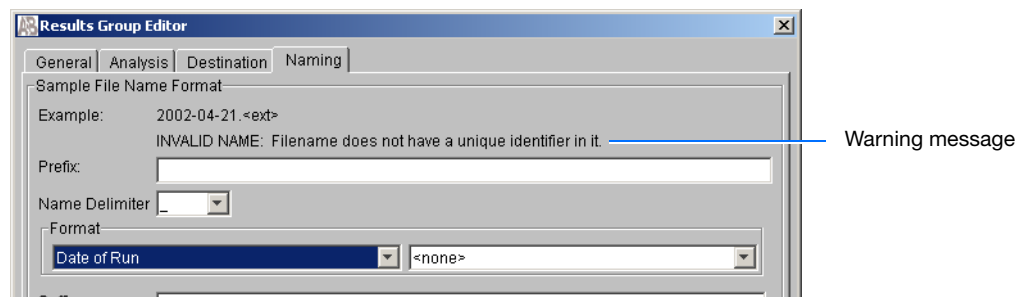 Results Group Editor
General Analysis Destination Naming
Sample File Name Format
Example: 2002-04-21.<ext>
INVALID NAME: Filename does not have a unique identifier in it.
Warning message
Prefix:
Name Delimiter _
Format
Date of Run <none>